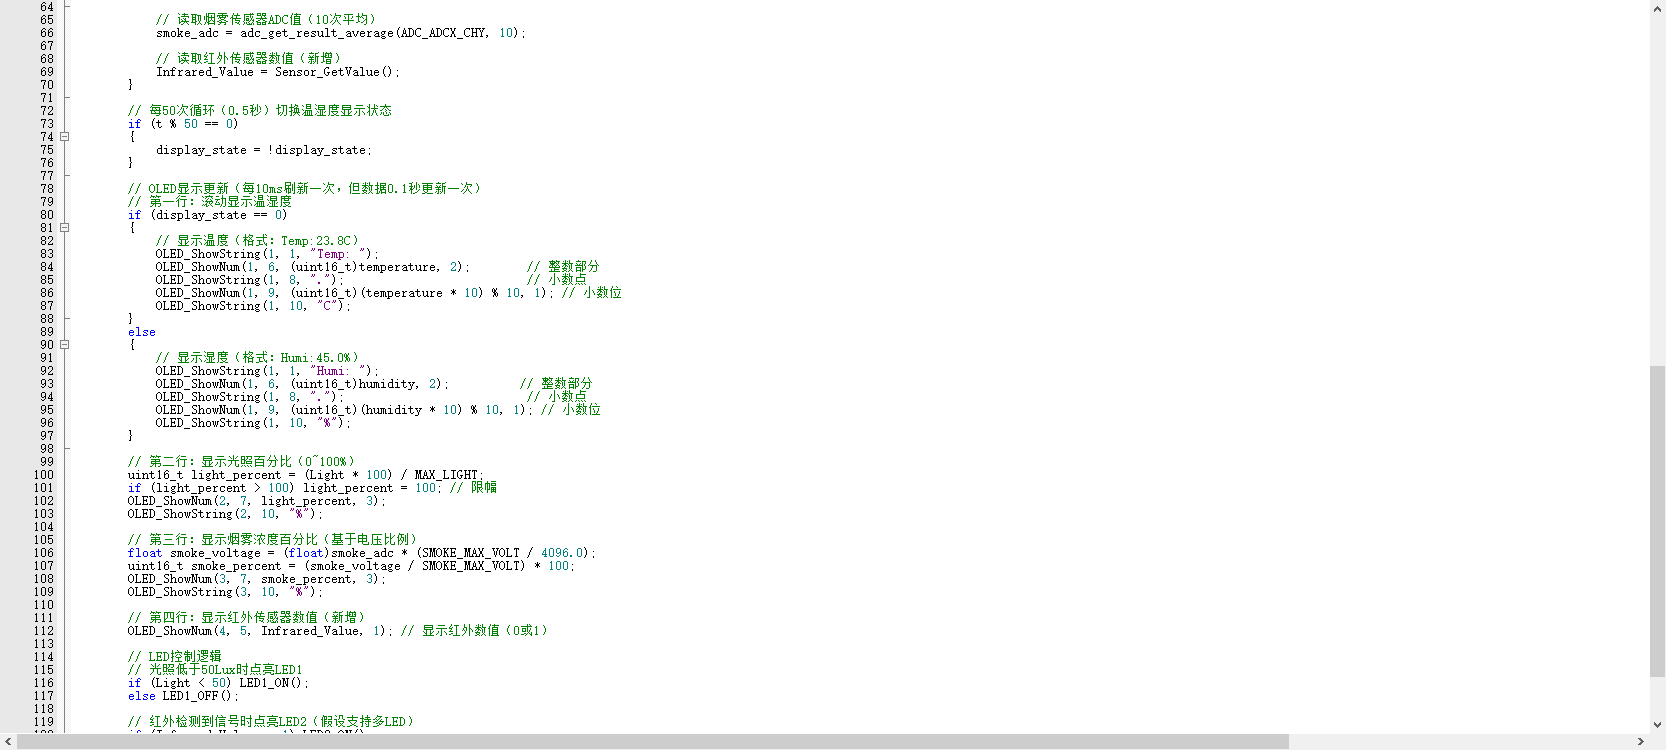 64
65 // 读取烟雾传感器ADC值（10次平均）
66 smoke_adc = adc_get_result_average(ADC_ADCX_CHY, 10);
67
68 // 读取红外传感器数值（新增）
69 Infrared_Value = Sensor_GetValue();
70 }
71
72 // 每50次循环（0.5秒）切换温湿度显示状态
73 if (t % 50 == 0)
74 {
75 display_state = !display_state;
76 }
77
78 // OLED显示更新（每10ms刷新一次，但数据0.1秒更新一次）
79 // 第一行：滚动显示温湿度
80 if (display_state == 0)
81 {
82 // 显示温度（格式：Temp:23.8C）
83 OLED_ShowString(1, 1, "Temp: ");
84 OLED_ShowNum(1, 6, (uint16_t)temperature, 2); // 整数部分
85 OLED_ShowString(1, 8, "."); // 小数点
86 OLED_ShowNum(1, 9, (uint16_t)(temperature * 10) % 10, 1); // 小数位
87 OLED_ShowString(1, 10, "C");
88 }
89 else
90 {
91 // 显示湿度（格式：Humi:45.0%）
92 OLED_ShowString(1, 1, "Humi: ");
93 OLED_ShowNum(1, 6, (uint16_t)humidity, 2); // 整数部分
94 OLED_ShowString(1, 8, "."); // 小数点
95 OLED_ShowNum(1, 9, (uint16_t)(humidity * 10) % 10, 1); // 小数位
96 OLED_ShowString(1, 10, "%");
97 }
98
99 // 第二行：显示光照百分比（0~100%）
100 uint16_t light_percent = (Light * 100) / MAX_LIGHT;
101 if (light_percent > 100) light_percent = 100; // 限幅
102 OLED_ShowNum(2, 7, light_percent, 3);
103 OLED_ShowString(2, 10, "%");
104
105 // 第三行：显示烟雾浓度百分比（基于电压比例）
106 float smoke_voltage = (float)smoke_adc * (SMOKE_MAX_VOLT / 4096.0);
107 uint16_t smoke_percent = (smoke_voltage / SMOKE_MAX_VOLT) * 100;
108 OLED_ShowNum(3, 7, smoke_percent, 3);
109 OLED_ShowString(3, 10, "%");
110
111 // 第四行：显示红外传感器数值（新增）
112 OLED_ShowNum(4, 5, Infrared_Value, 1); // 显示红外数值（0或1）
113
114 // LED控制逻辑
115 // 光照低于50Lux时点亮LED1
116 if (Light < 50) LED1_ON();
117 else LED1_OFF();
118
119 // 红外检测到信号时点亮LED2（假设支持多LED）